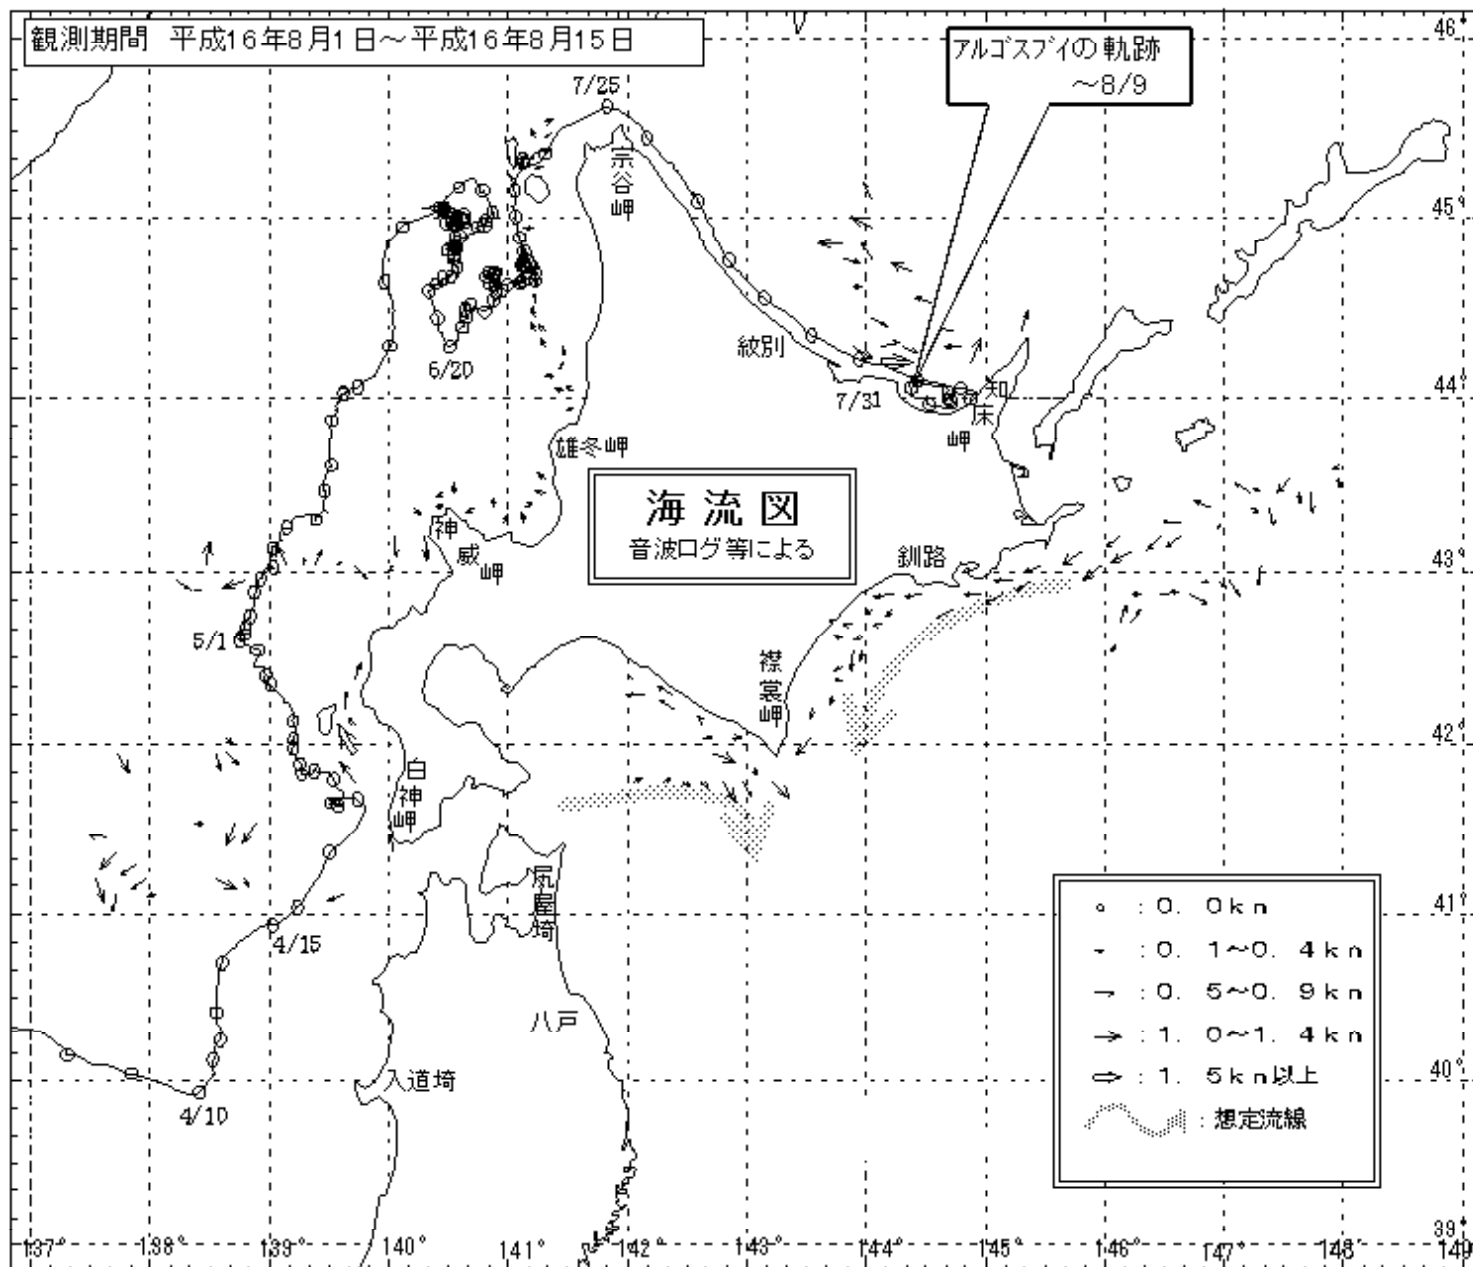 観測期間 平成16年8月1日～平成16年8月15日
アルゴスブイの軌跡
～8/9
46°
7/25
宗谷岬
45°
紋別
6/20
7/31
知床岬
44°
雄冬岬
海流図
音波ログ等による
神威岬
釧路
43°
5/1
襟裳岬
42°
白神岬
尻屋埼
41°
4/15
八戸
入道埼
40°
4/10
: 0.0kn
: 0.1～0.4kn
: 0.5～0.9kn
: 1.0～1.4kn
: 1.5kn以上
: 想定流線
39°
137° 138° 139° 140° 141° 142° 143° 144° 145° 146° 147° 148° 149°